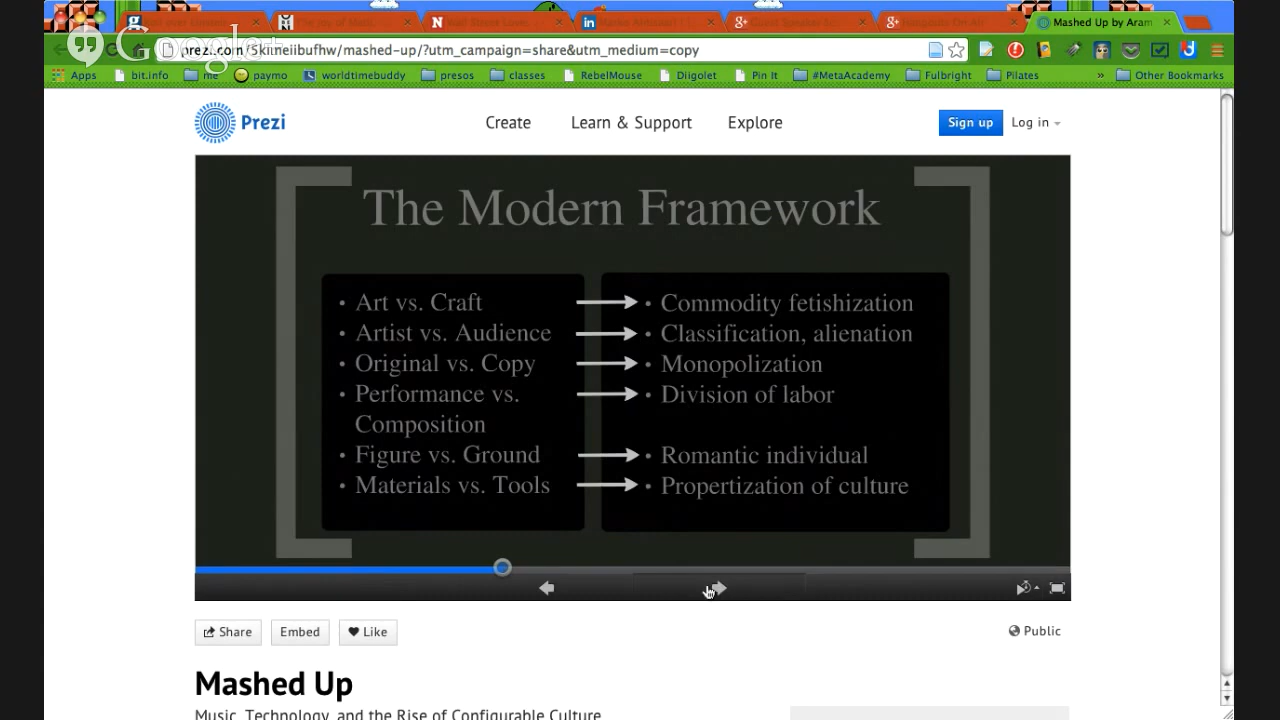 Mashed Up by Aram
Google+
prezi.com/5kimeiibufhw/mashed-up/?utm_campaign=share&utm_medium=copy
Apps bit.info me paymo worldtimebuddy presos classes RebelMouse Diigolet Pin It #MetaAcademy Fulbright Pilates » Other Bookmarks
Prezi Create Learn & Support Explore Sign up Log in
The Modern Framework
• Art vs. Craft
• Artist vs. Audience
• Original vs. Copy
• Performance vs.
Composition
• Figure vs. Ground
• Materials vs. Tools
• Commodity fetishization
• Classification, alienation
• Monopolization
• Division of labor
• Romantic individual
• Propertization of culture
Share Embed Like Public
Mashed Up
Music, Technology, and the Rise of Configurable Culture